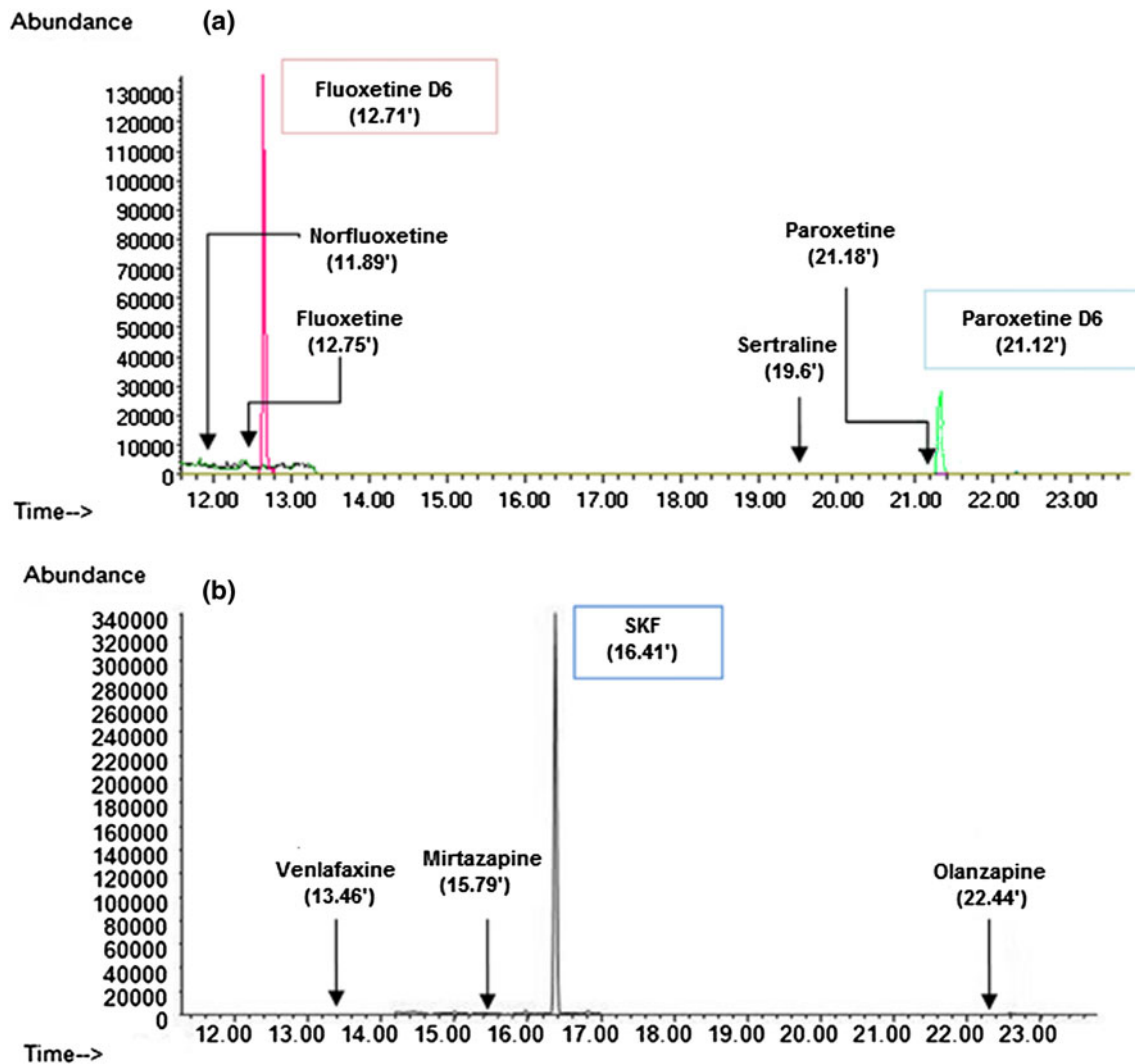 Abundance
(a)
130000
120000
110000
100000
90000
80000
70000
60000
50000
40000
30000
20000
10000
0
Fluoxetine D6
(12.71')
Norfluoxetine
(11.89')
Fluoxetine
(12.75')
Paroxetine
(21.18')
Sertraline
(19.6')
Paroxetine D6
(21.12')
12.00 13.00 14.00 15.00 16.00 17.00 18.00 19.00 20.00 21.00 22.00 23.00
Time-->
Abundance
(b)
340000
320000
300000
280000
260000
240000
220000
200000
180000
160000
140000
120000
100000
80000
60000
40000
20000
SKF
(16.41')
Venlafaxine
(13.46')
Mirtazapine
(15.79')
Olanzapine
(22.44')
12.00 13.00 14.00 15.00 16.00 17.00 18.00 19.00 20.00 21.00 22.00 23.00
Time-->